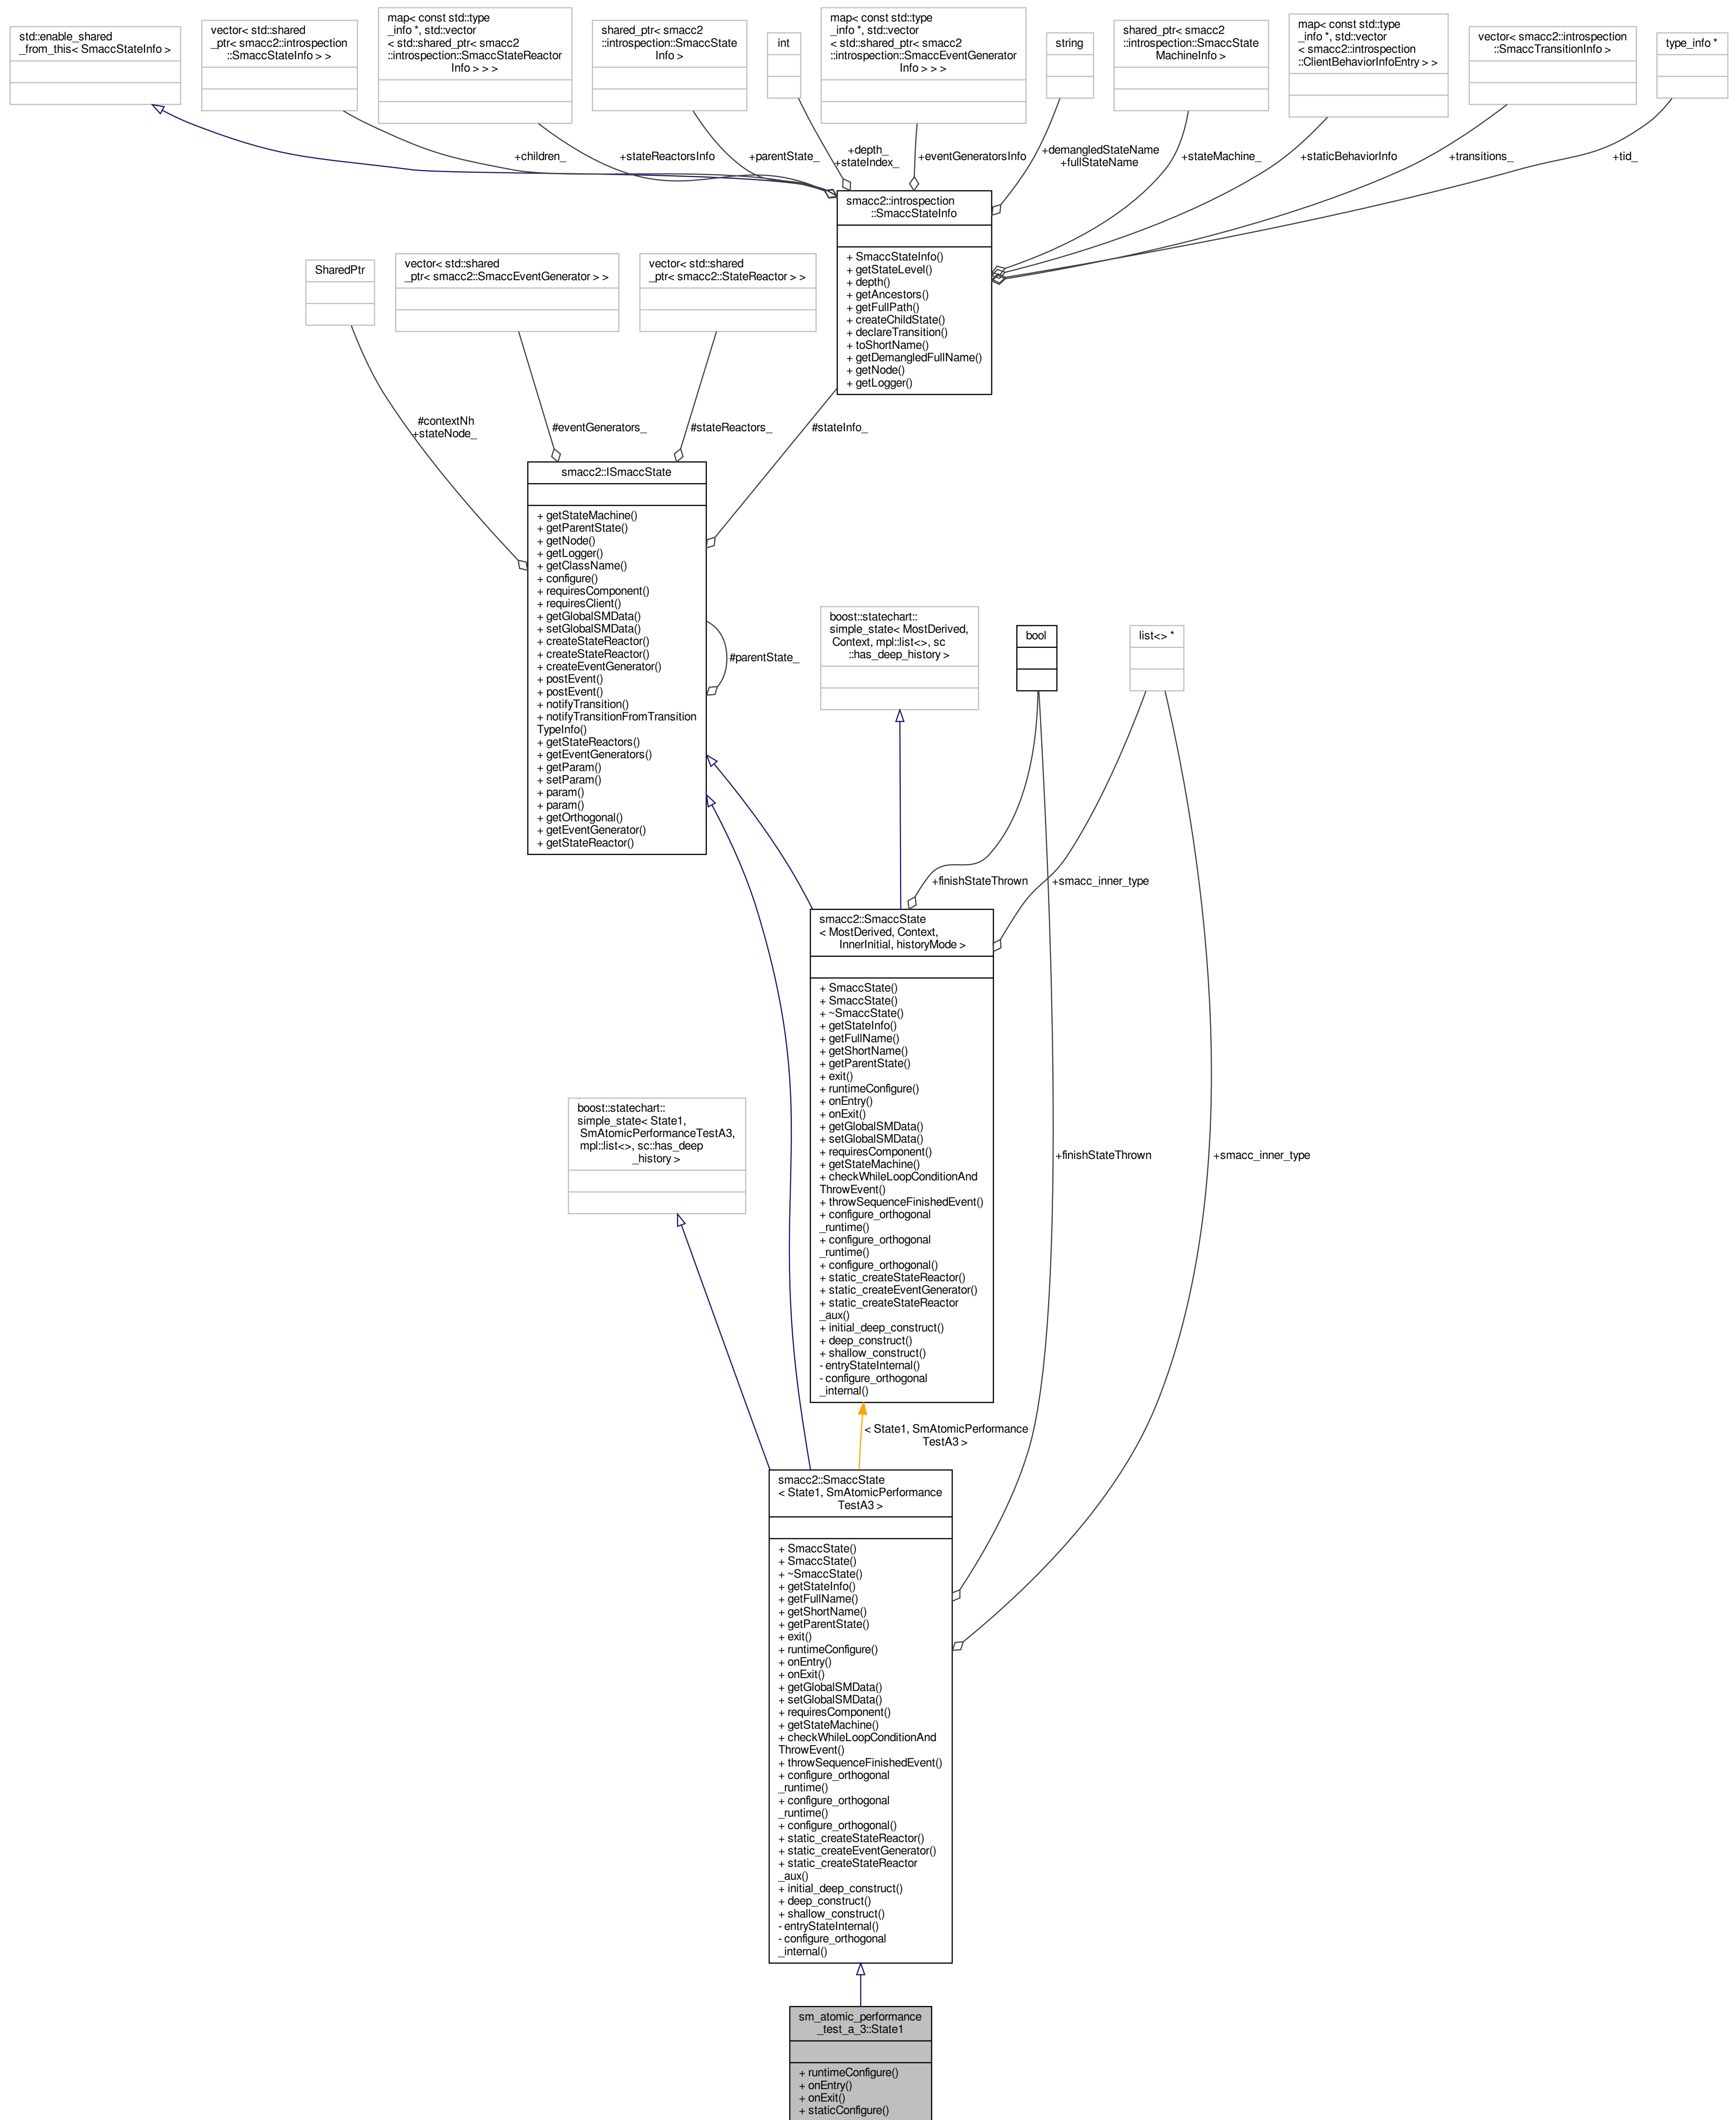 std::enable_shared
_from_this< SmaccStateInfo >
vector< std::shared
_ptr< smacc2::introspection
::SmaccStateInfo > >
map< const std::type
_info *, std::vector
< std::shared_ptr< smacc2
::introspection::SmaccStateReactor
Info > > >
shared_ptr< smacc2
::introspection::SmaccState
Info >
int
map< const std::type
_info *, std::vector
< std::shared_ptr< smacc2
::introspection::SmaccEventGenerator
Info > > >
string
shared_ptr< smacc2
::introspection::SmaccState
MachineInfo >
map< const std::type
_info *, std::vector
< smacc2::introspection
::ClientBehaviorInfoEntry > >
vector< smacc2::introspection
::SmaccTransitionInfo >
type_info *
+children_
+stateReactorsInfo
+parentState_
+depth_
+stateIndex_
+eventGeneratorsInfo
+demangledStateName
+fullStateName
+stateMachine_
+staticBehaviorInfo
+transitions_
+tid_
smacc2::introspection
::SmaccStateInfo
+ SmaccStateInfo()
+ getStateLevel()
+ depth()
+ getAncestors()
+ getFullPath()
+ createChildState()
+ declareTransition()
+ toShortName()
+ getDemangledFullName()
+ getNode()
+ getLogger()
SharedPtr
vector< std::shared
_ptr< smacc2::SmaccEventGenerator > >
vector< std::shared
_ptr< smacc2::StateReactor > >
#contextNh
+stateNode_
#eventGenerators_
#stateReactors_
#stateInfo_
smacc2::ISmaccState
+ getStateMachine()
+ getParentState()
+ getNode()
+ getLogger()
+ getClassName()
+ configure()
+ requiresComponent()
+ requiresClient()
+ getGlobalSMData()
+ setGlobalSMData()
+ createStateReactor()
+ createStateReactor()
+ createEventGenerator()
+ postEvent()
+ postEvent()
+ notifyTransition()
+ notifyTransitionFromTransition
TypeInfo()
+ getStateReactors()
+ getEventGenerators()
+ getParam()
+ setParam()
+ param()
+ param()
+ getOrthogonal()
+ getEventGenerator()
+ getStateReactor()
#parentState_
boost::statechart::
simple_state< MostDerived,
Context, mpl::list<>, sc
::has_deep_history >
bool
list<> *
+finishStateThrown
+smacc_inner_type
smacc2::SmaccState
< MostDerived, Context,
InnerInitial, historyMode >
+ SmaccState()
+ SmaccState()
+ ~SmaccState()
+ getStateInfo()
+ getFullName()
+ getShortName()
+ getParentState()
+ exit()
+ runtimeConfigure()
+ onEntry()
+ onExit()
+ getGlobalSMData()
+ setGlobalSMData()
+ requiresComponent()
+ getStateMachine()
+ checkWhileLoopConditionAnd
ThrowEvent()
+ throwSequenceFinishedEvent()
+ configure_orthogonal
_runtime()
+ configure_orthogonal
_runtime()
+ configure_orthogonal()
+ static_createStateReactor()
+ static_createEventGenerator()
+ static_createStateReactor
_aux()
+ initial_deep_construct()
+ deep_construct()
+ shallow_construct()
- entryStateInternal()
- configure_orthogonal
_internal()
boost::statechart::
simple_state< State1,
SmAtomicPerformanceTestA3,
mpl::list<>, sc::has_deep
_history >
+finishStateThrown
+smacc_inner_type
< State1, SmAtomicPerformance
TestA3 >
smacc2::SmaccState
< State1, SmAtomicPerformance
TestA3 >
+ SmaccState()
+ SmaccState()
+ ~SmaccState()
+ getStateInfo()
+ getFullName()
+ getShortName()
+ getParentState()
+ exit()
+ runtimeConfigure()
+ onEntry()
+ onExit()
+ getGlobalSMData()
+ setGlobalSMData()
+ requiresComponent()
+ getStateMachine()
+ checkWhileLoopConditionAnd
ThrowEvent()
+ throwSequenceFinishedEvent()
+ configure_orthogonal
_runtime()
+ configure_orthogonal
_runtime()
+ configure_orthogonal()
+ static_createStateReactor()
+ static_createEventGenerator()
+ static_createStateReactor
_aux()
+ initial_deep_construct()
+ deep_construct()
+ shallow_construct()
- entryStateInternal()
- configure_orthogonal
_internal()
sm_atomic_performance
_test_a_3::State1
+ runtimeConfigure()
+ onEntry()
+ onExit()
+ staticConfigure()